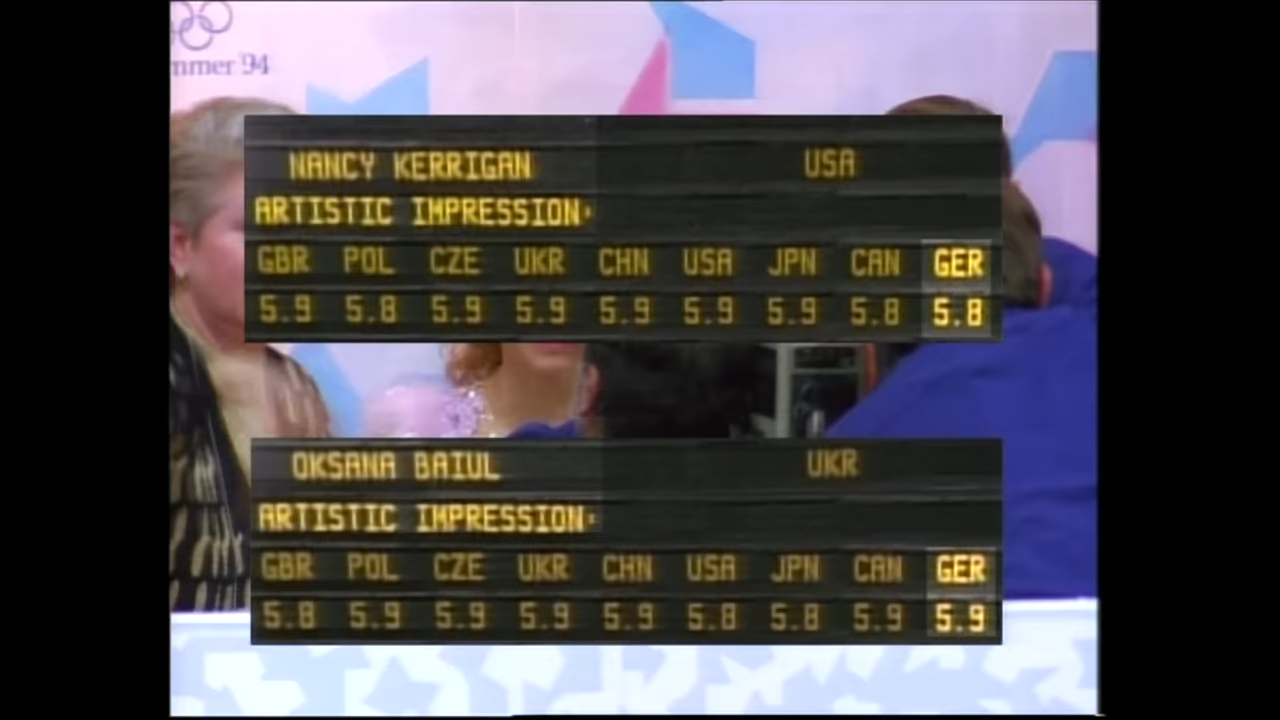 mmer '94
NANCY KERRIGAN USA
ARTISTIC IMPRESSION:
GBR POL CZE UKR CHN USA JPN CAN GER
5.9 5.8 5.9 5.9 5.9 5.9 5.9 5.8 5.8
OKSANA BAIUL UKR
ARTISTIC IMPRESSION:
GBR POL CZE UKR CHN USA JPN CAN GER
5.8 5.9 5.9 5.9 5.9 5.8 5.8 5.9 5.9